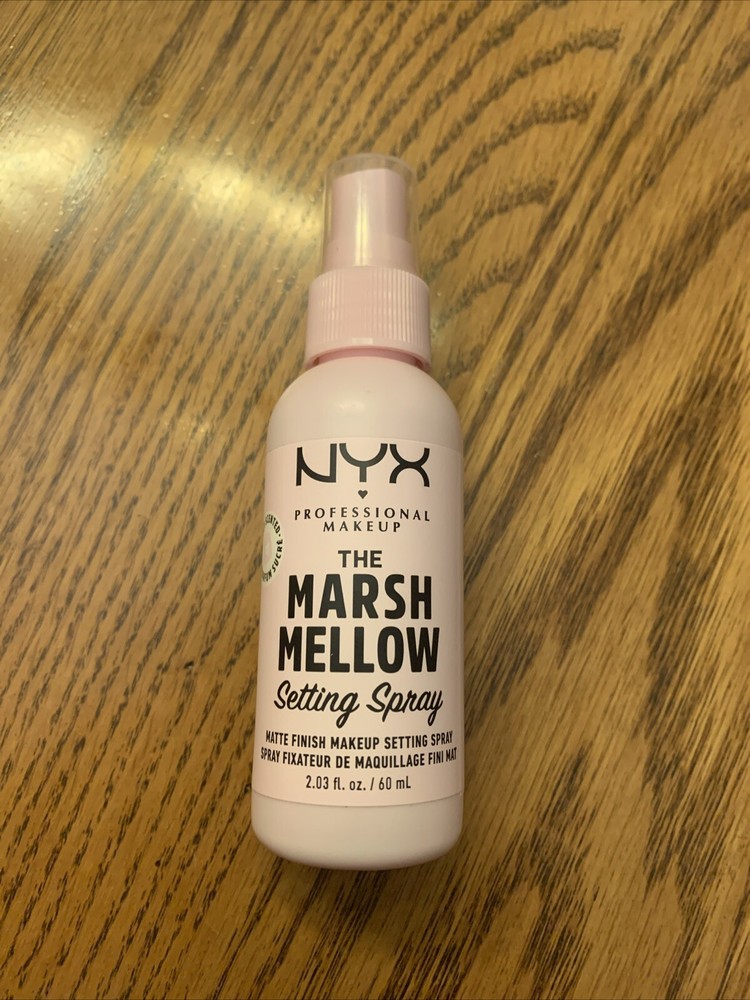 NYX
PROFESSIONAL
MAKEUP
THE
MARSH
MELLOW
Setting Spray
MATTE FINISH MAKEUP SETTING SPRAY
SPRAY FIXATEUR DE MAQUILLAGE FINI MAT
2.03 fl. oz. / 60 mL